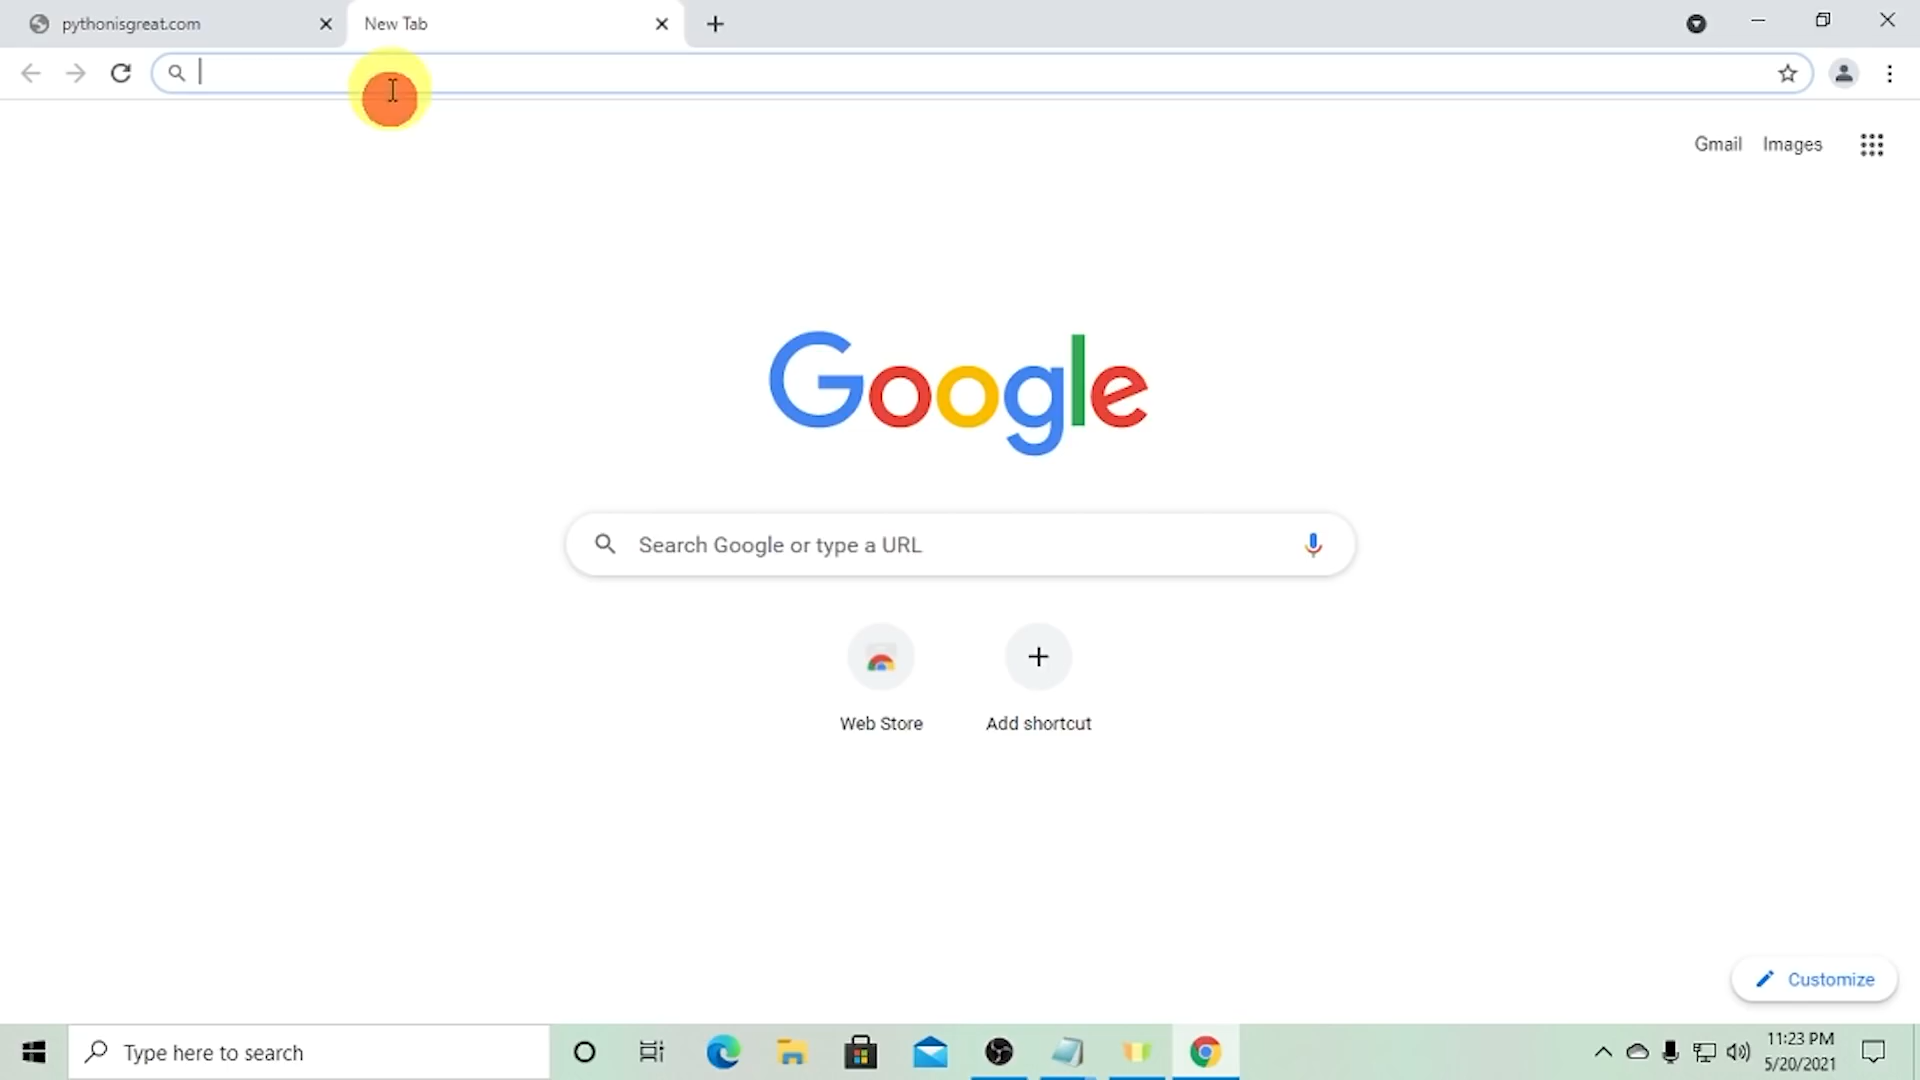 pythonisgreat.com
New Tab
Gmail Images
Google
Search Google or type a URL
Web Store
Add shortcut
Customize
Type here to search
11:23 PM
5/20/2021